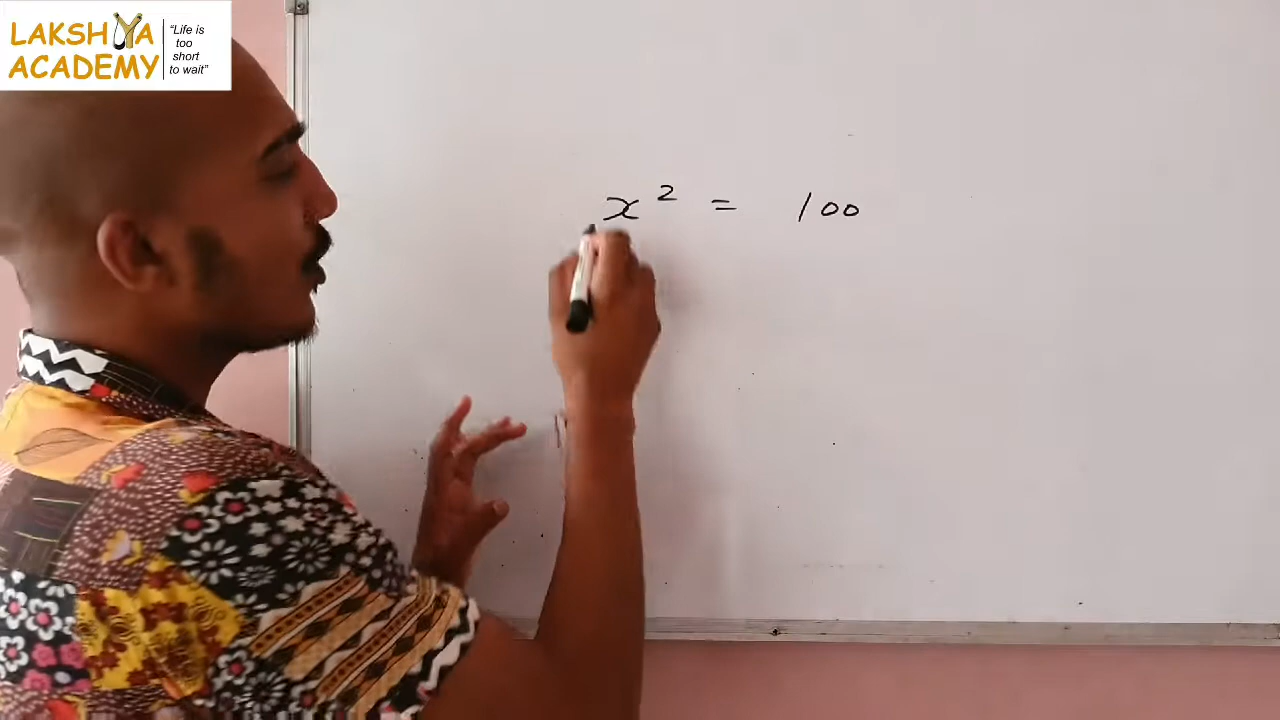 LAKSHYA
ACADEMY
"Life is
too
short
to wait"
x² = 100